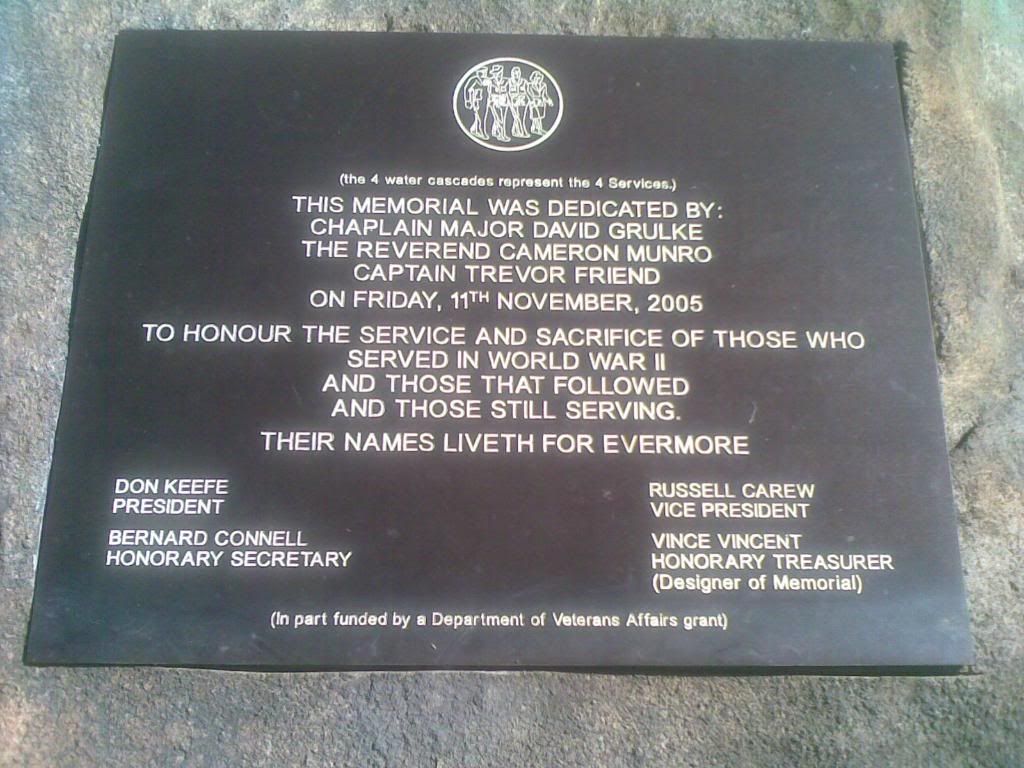 (the 4 water cascades represent the 4 Services.)
THIS MEMORIAL WAS DEDICATED BY:
CHAPLAIN MAJOR DAVID GRULKE
THE REVEREND CAMERON MUNRO
CAPTAIN TREVOR FRIEND
ON FRIDAY, 11TH NOVEMBER, 2005
TO HONOUR THE SERVICE AND SACRIFICE OF THOSE WHO
SERVED IN WORLD WAR II
AND THOSE THAT FOLLOWED
AND THOSE STILL SERVING.
THEIR NAMES LIVETH FOR EVERMORE
DON KEEFE
PRESIDENT
BERNARD CONNELL
HONORARY SECRETARY
RUSSELL CAREW
VICE PRESIDENT
VINCE VINCENT
HONORARY TREASURER
(Designer of Memorial)
(In part funded by a Department of Veterans Affairs grant)